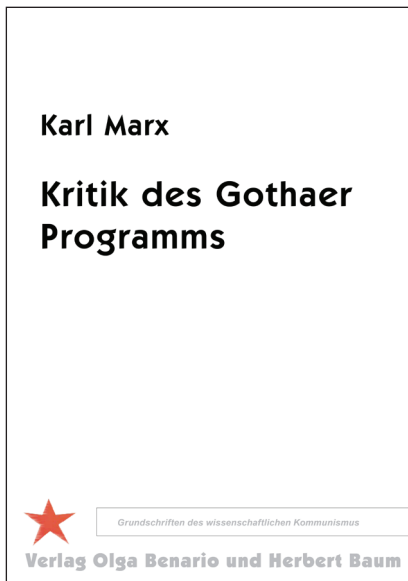 Karl Marx
Kritik des Gothaer
Programms
Grundschriften des wissenschaftlichen Kommunismus
Verlag Olga Benario und Herbert Baum